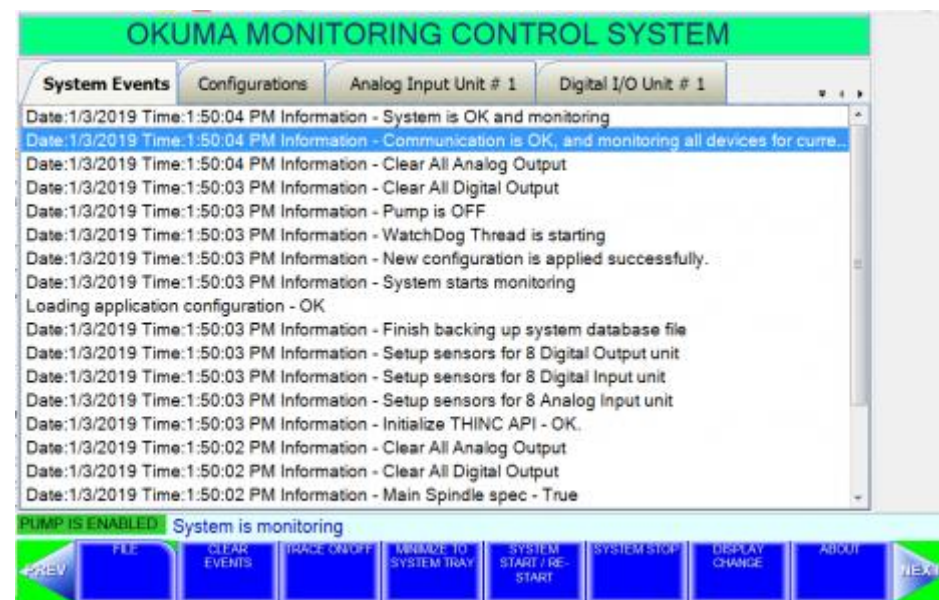 OKUMA MONITORING CONTROL SYSTEM
System Events Configurations Analog Input Unit # 1 Digital I/O Unit # 1
Date:1/3/2019 Time:1:50:04 PM Information - System is OK and monitoring
Date:1/3/2019 Time:1:50:04 PM Information - Communication is OK, and monitoring all devices for curre..
Date:1/3/2019 Time:1:50:04 PM Information - Clear All Analog Output
Date:1/3/2019 Time:1:50:03 PM Information - Clear All Digital Output
Date:1/3/2019 Time:1:50:03 PM Information - Pump is OFF
Date:1/3/2019 Time:1:50:03 PM Information - WatchDog Thread is starting
Date:1/3/2019 Time:1:50:03 PM Information - New configuration is applied successfully.
Date:1/3/2019 Time:1:50:03 PM Information - System starts monitoring
Loading application configuration - OK
Date:1/3/2019 Time:1:50:03 PM Information - Finish backing up system database file
Date:1/3/2019 Time:1:50:03 PM Information - Setup sensors for 8 Digital Output unit
Date:1/3/2019 Time:1:50:03 PM Information - Setup sensors for 8 Digital Input unit
Date:1/3/2019 Time:1:50:03 PM Information - Setup sensors for 8 Analog Input unit
Date:1/3/2019 Time:1:50:03 PM Information - Initialize THINC API - OK.
Date:1/3/2019 Time:1:50:02 PM Information - Clear All Analog Output
Date:1/3/2019 Time:1:50:02 PM Information - Clear All Digital Output
Date:1/3/2019 Time:1:50:02 PM Information - Main Spindle spec - True
PUMP IS ENABLED System is monitoring
PREV
FILE
CLEAR
EVENTS
TRACE ON/OFF
MINIMIZE TO
SYSTEM TRAY
SYSTEM
START / RE-
START
SYSTEM STOP
DISPLAY
CHANGE
ABOUT
NEXT